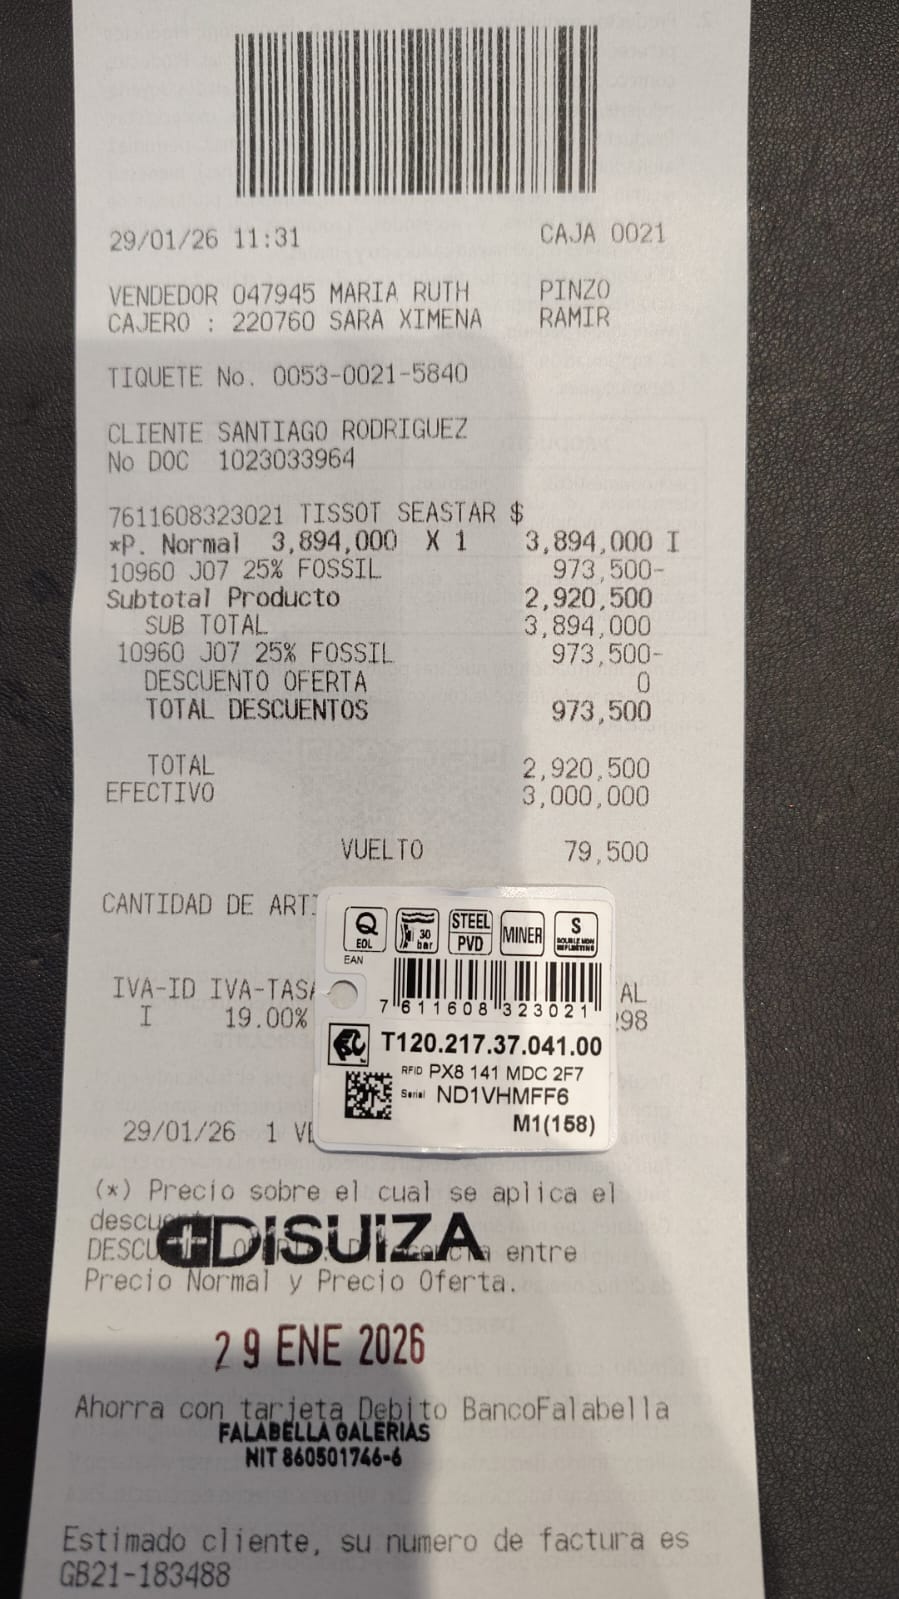 29/01/26 11:31 CAJA 0021
VENDEDOR 047945 MARIA RUTH PINZO
CAJERO : 220760 SARA XIMENA RAMIR
TIQUETE No. 0053-0021-5840
CLIENTE SANTIAGO RODRIGUEZ
No DOC 1023033964
7611608323021 TISSOT SEASTAR $
*P. Normal 3,894,000 X 1 3,894,000 I
10960 J07 25% FOSSIL 973,500-
Subtotal Producto 2,920,500
SUB TOTAL 3,894,000
10960 J07 25% FOSSIL 973,500-
DESCUENTO OFERTA 0
TOTAL DESCUENTOS 973,500
TOTAL 2,920,500
EFECTIVO 3,000,000
VUELTO 79,500
CANTIDAD DE ARTI
Q EOL 30 bar STEEL PVD MINER S
EAN
7 611608 323021
T120.217.37.041.00
RFID PX8 141 MDC 2F7
Serial ND1VHMFF6
M1(158)
IVA-ID IVA-TASA AL
I 19.00% 298
29/01/26 1 VE
(*) Precio sobre el cual se aplica el
descue
DISUIZA
DESCU entre
Precio Normal y Precio Oferta.
29 ENE 2026
Ahorra con tarjeta Debito BancoFalabella
FALABELLA GALERIAS
NIT 860501746-6
Estimado cliente, su numero de factura es
GB21-183488